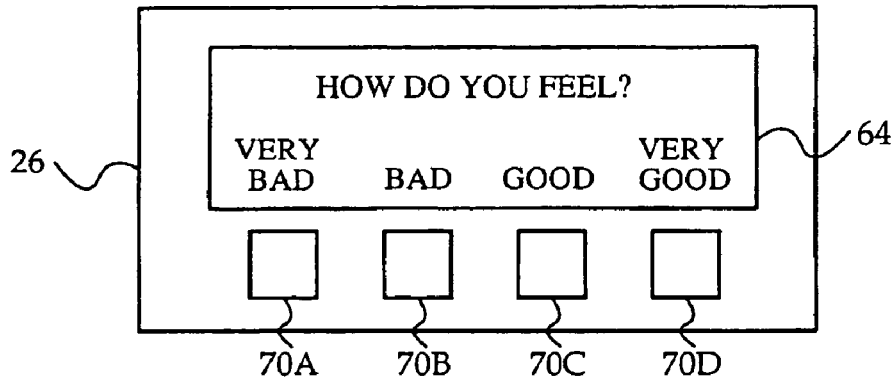 HOW DO YOU FEEL?
VERY BAD
BAD
GOOD
VERY GOOD
26
64
70A
70B
70C
70D